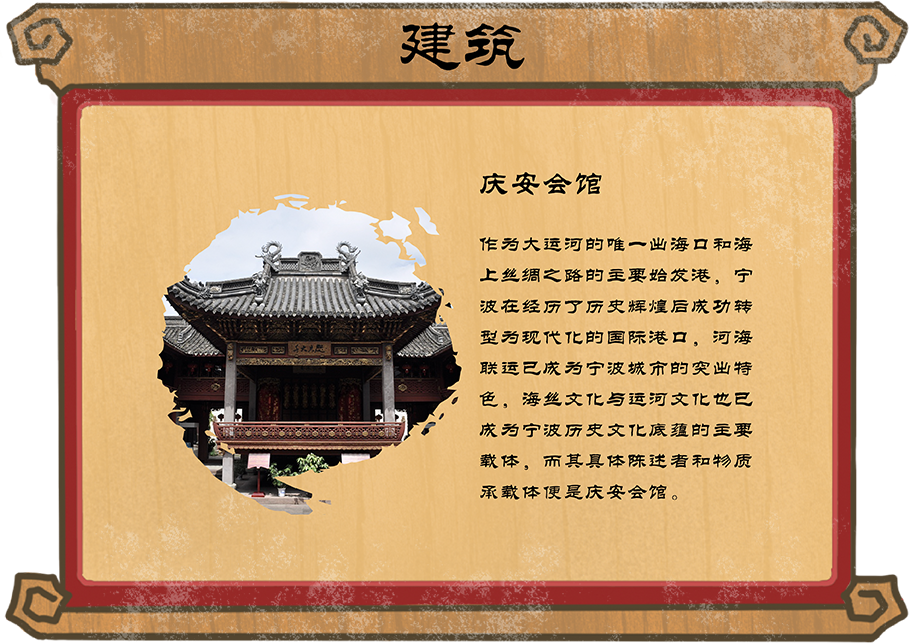 建筑
庆安会馆
作为大运河的唯一出海口和海
上丝绸之路的主要始发港，宁
波在经历了历史辉煌后成功转
型为现代化的国际港口，河海
联运已成为宁波城市的突出特
色，海丝文化与运河文化也已
成为宁波历史文化底蕴的主要
载体，而其具体陈述者和物质
承载体便是庆安会馆。